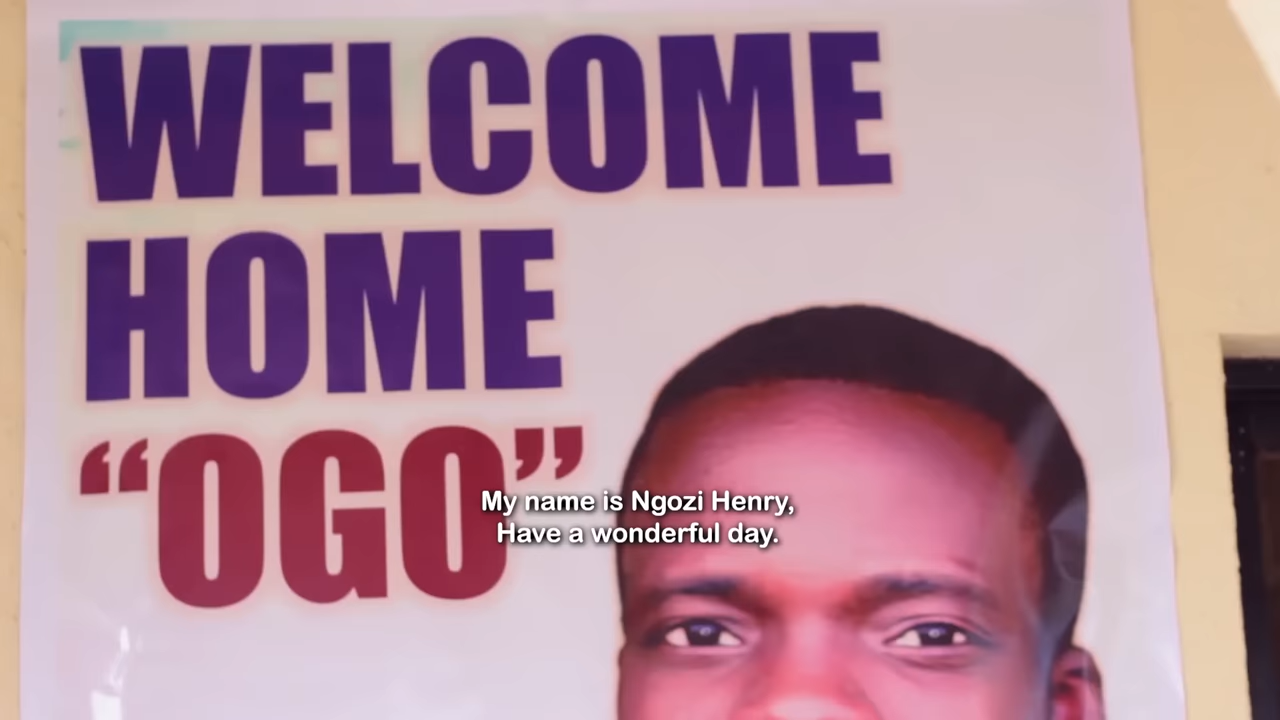 WELCOME
HOME
“OGO”
My name is Ngozi Henry,
Have a wonderful day.